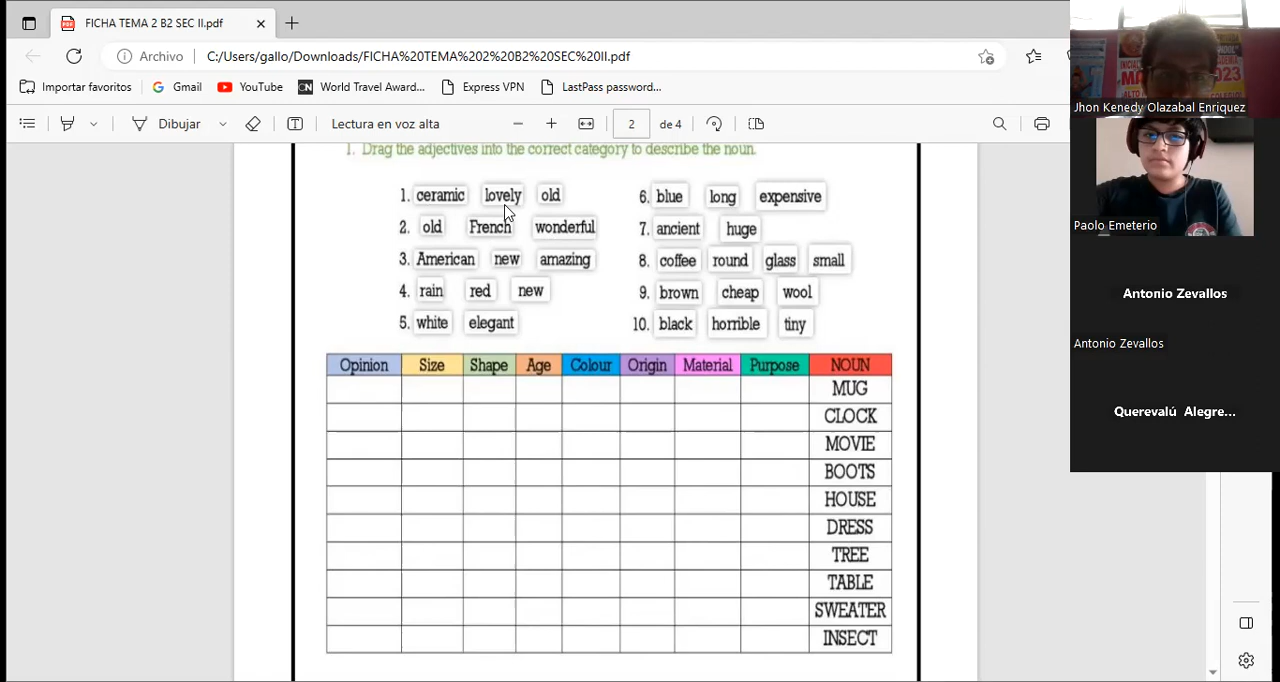 FICHA TEMA 2 B2 SEC II.pdf
Archivo C:/Users/gallo/Downloads/FICHA%20TEMA%202%20B2%20SEC%20II.pdf
Importar favoritos Gmail YouTube World Travel Award... Express VPN LastPass password...
Dibujar Lectura en voz alta 2 de 4
1. Drag the adjectives into the correct category to describe the noun.
1. ceramic lovely old
2. old French wonderful
3. American new amazing
4. rain red new
5. white elegant
6. blue long expensive
7. ancient huge
8. coffee round glass small
9. brown cheap wool
10. black horrible tiny
Opinion Size Shape Age Colour Origin Material Purpose NOUN
MUG
CLOCK
MOVIE
BOOTS
HOUSE
DRESS
TREE
TABLE
SWEATER
INSECT
Jhon Kenedy Olazabal Enriquez
Paolo Emeterio
Antonio Zevallos
Antonio Zevallos
Querevalú Alegre...